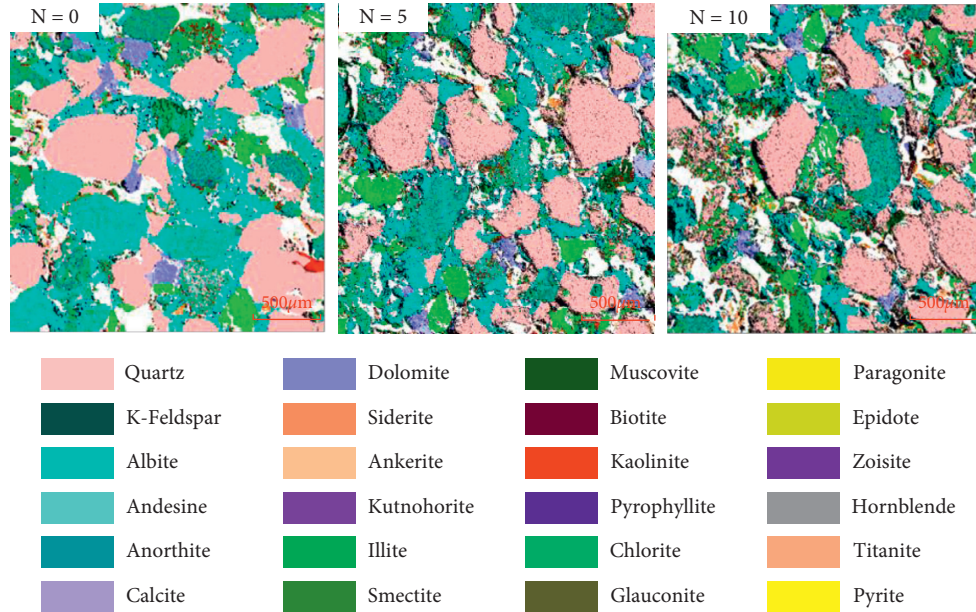 N = 0
N = 5
N = 10
500μm
500μm
500μm
Quartz
Dolomite
Muscovite
Paragonite
K-Feldspar
Siderite
Biotite
Epidote
Albite
Ankerite
Kaolinite
Zoisite
Andesine
Kutnohorite
Pyrophyllite
Hornblende
Anorthite
Illite
Chlorite
Titanite
Calcite
Smectite
Glauconite
Pyrite